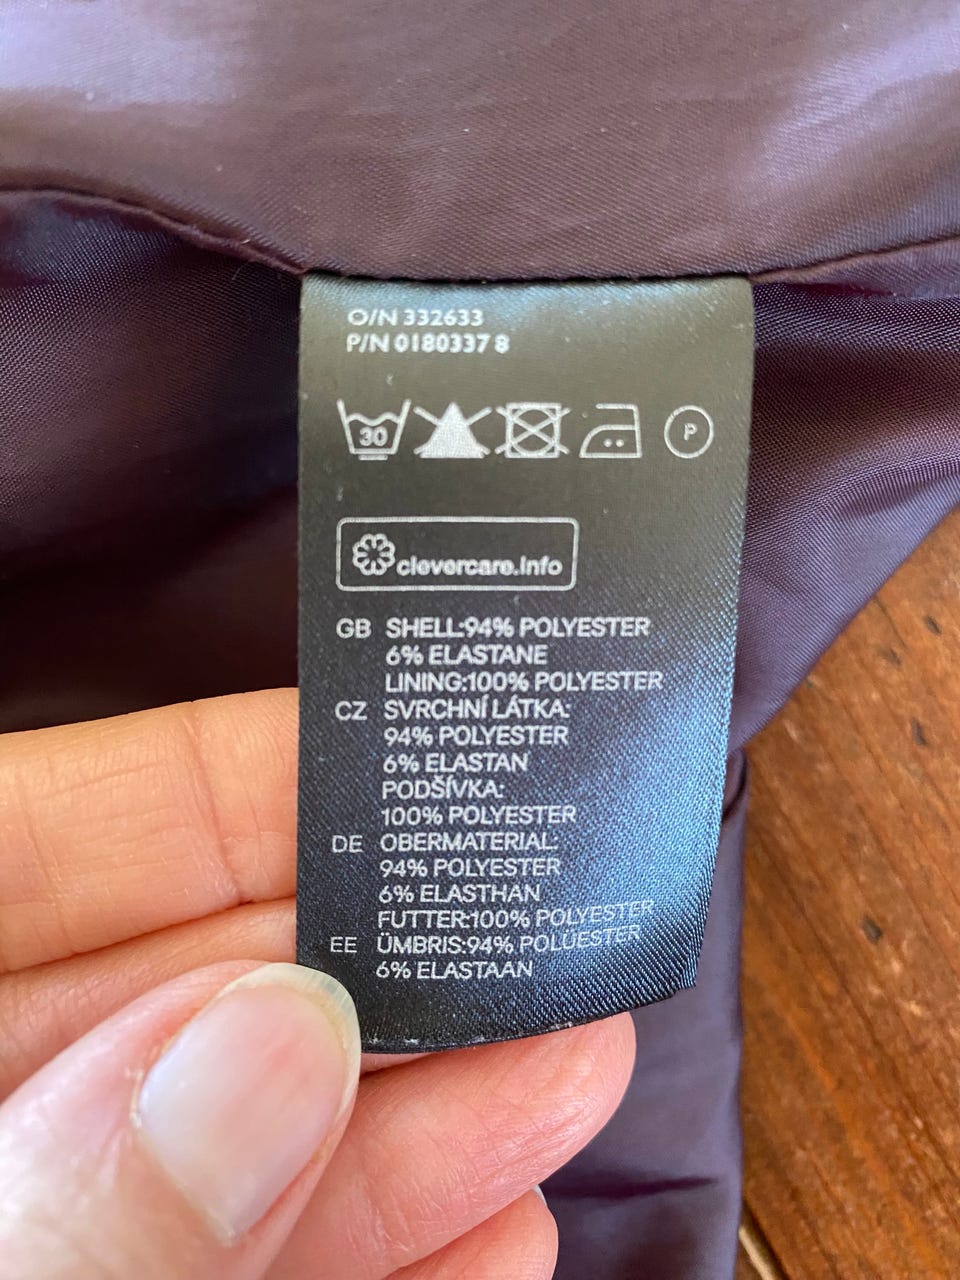 O/N 332633
P/N 0180337 8
30 P
clevercare.info
GB SHELL:94% POLYESTER
6% ELASTANE
LINING:100% POLYESTER
CZ SVRCHNÍ LÁTKA:
94% POLYESTER
6% ELASTAN
PODŠÍVKA:
100% POLYESTER
DE OBERMATERIAL:
94% POLYESTER
6% ELASTHAN
FUTTER:100% POLYESTER
EE ÜMBRIS:94% POLÜESTER
6% ELASTAAN